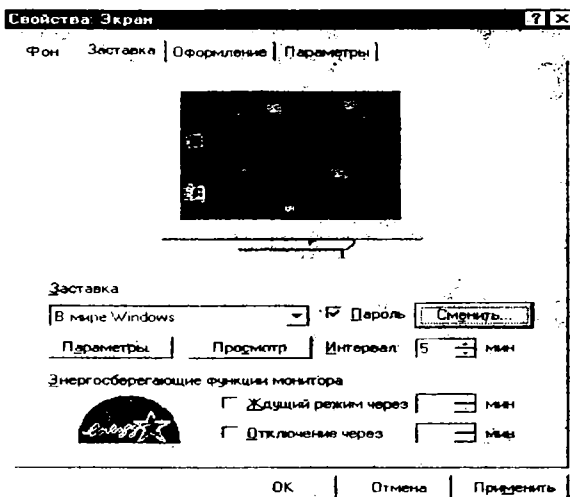 Свойства: Экран
Фон Заставка Оформление Параметры
Заставка
В мире Windows Пароль Сменить...
Параметры. Просмотр Интервал: 5 мин
Энергосберегающие функции монитора
Ждущий режим через мин
Отключение через мин
energy
OK Отмена Применить